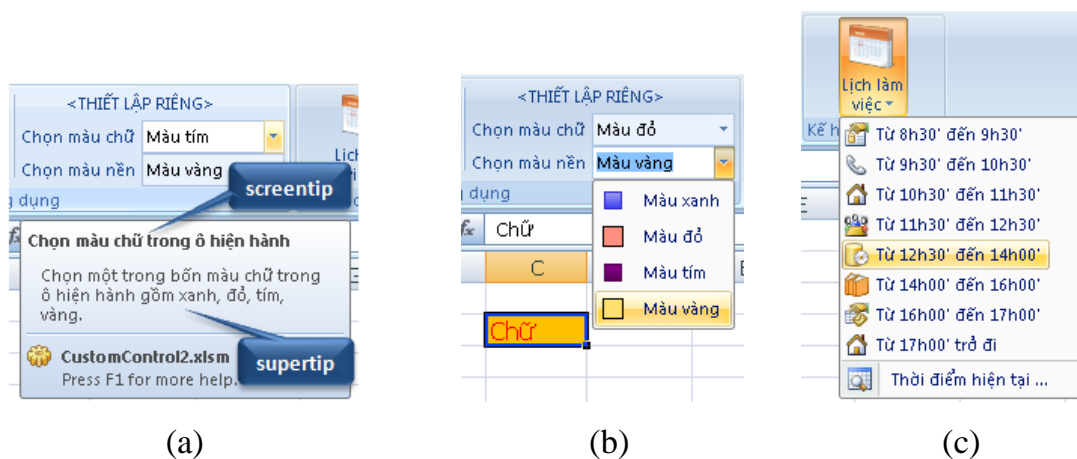 <THIẾT LẬP RIÊNG>
Chọn màu chữ Màu tím
Chọn màu nền Màu vàng
screentip
dụng
Chọn màu chữ trong ô hiện hành
Chọn một trong bốn màu chữ trong
ô hiện hành gồm xanh, đỏ, tím,
vàng.
supertip
CustomControl2.xlsm
Press F1 for more help.
(a)
<THIẾT LẬP RIÊNG>
Chọn màu chữ Màu đỏ
Chọn màu nền Màu vàng
dụng
Màu xanh
Màu đỏ
Màu tím
Màu vàng
fx Chữ
C
Chữ
(b)
Lịch làm
việc
Từ 8h30' đến 9h30'
Từ 9h30' đến 10h30'
Từ 10h30' đến 11h30'
Từ 11h30' đến 12h30'
Từ 12h30' đến 14h00'
Từ 14h00' đến 16h00'
Từ 16h00' đến 17h00'
Từ 17h00' trở đi
Thời điểm hiện tại ...
(c)